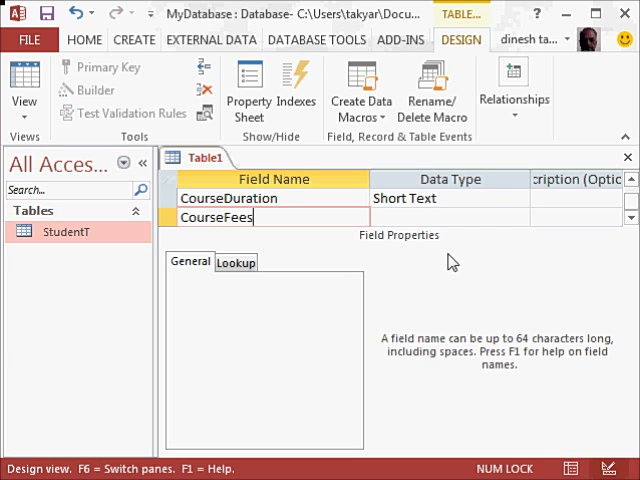 MyDatabase : Database- C:\Users\takyar\Docu...
TABLE...
?
FILE
HOME
CREATE
EXTERNAL DATA
DATABASE TOOLS
ADD-INS
DESIGN
dinesh ta...
View
Primary Key
Builder
Test Validation Rules
Property Sheet
Indexes
Create Data Macros
Rename/ Delete Macro
Relationships
Views
Tools
Show/Hide
Field, Record & Table Events
All Acces...
Search...
Tables
StudentT
Table1
Field Name
Data Type
cription (Optic
CourseDuration
Short Text
CourseFees
Field Properties
General
Lookup
A field name can be up to 64 characters long,
including spaces. Press F1 for help on field
names.
Design view. F6 = Switch panes. F1 = Help.
NUM LOCK